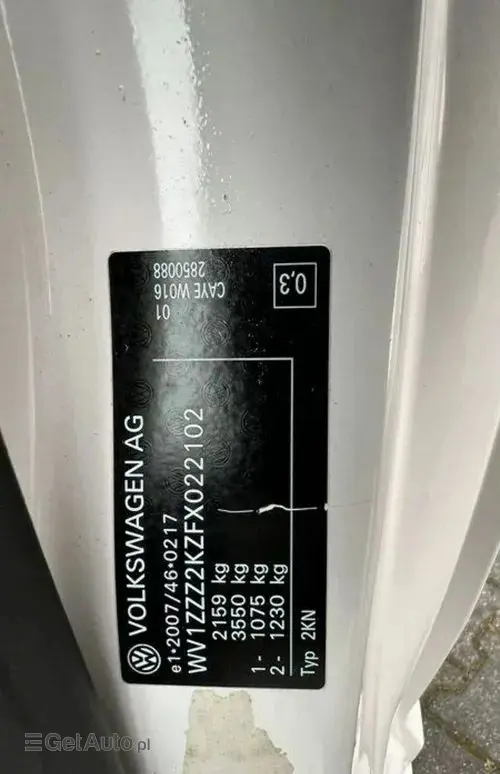 VOLKSWAGEN AG
e1*2007/46*0217
WV1ZZZ2KZFX022102
2159 kg
3550 kg
1- 1075 kg
2- 1230 kg
Typ 2KN
01
CAYE W016
2850088
0,3
GetAuto.pl